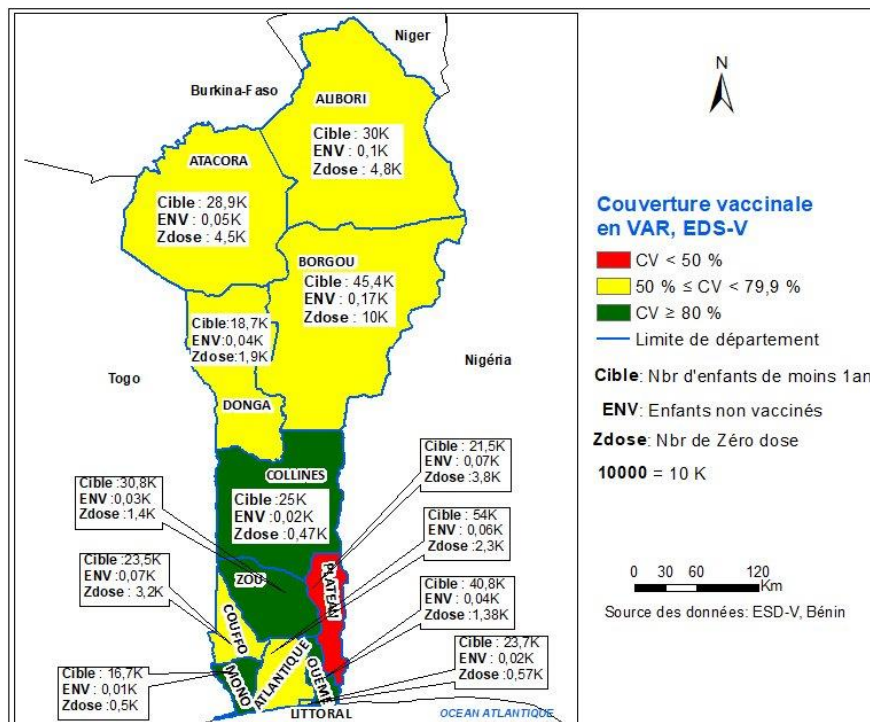 Niger
Burkina-Faso
ALIBORI
Cible : 30K
ENV : 0,1K
Zdose : 4,8K
ATACORA
Cible : 28,9K
ENV : 0,05K
Zdose : 4,5K
BORGOU
Cible : 45,4K
ENV : 0,17K
Zdose : 10K
Cible:18,7K
ENV:0,04K
Zdose:1,9K
Togo
Nigéria
DONGA
COLLINES
Cible :25K
ENV : 0,02K
Zdose :0,47K
Cible : 21,5K
ENV : 0,07K
Zdose :3,8K
Cible :30,8K
ENV :0,03K
Zdose : 1,4K
Cible : 54K
ENV : 0,06K
Zdose :2,3K
Cible :23,5K
ENV :0,07K
Zdose : 3,2K
ZOU
PLATEAU
COUFFO
Cible : 40,8K
ENV : 0,04K
Zdose : 1,38K
Cible : 23,7K
ENV : 0,02K
Zdose :0,57K
Cible : 16,7K
ENV : 0,01K
Zdose :0,5K
MONO
ATLANTIQUE
OUEME
LITTORAL
OCEAN ATLANTIQUE
N
Couverture vaccinale
en VAR, EDS-V
CV < 50 %
50 % ≤ CV < 79,9 %
CV ≥ 80 %
Limite de département
Cible: Nbr d'enfants de moins 1an
ENV: Enfants non vaccinés
Zdose: Nbr de Zéro dose
10000 = 10 K
0 30 60 120
Km
Source des données: ESD-V, Bénin